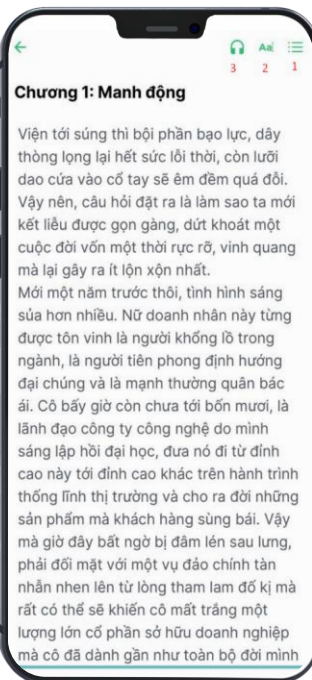 Aa
3 2 1
Chương 1: Manh động
Viện tới súng thì bội phần bạo lực, dây
thòng lọng lại hết sức lỗi thời, còn lưỡi
dao cứa vào cổ tay sẽ êm đềm quá đỗi.
Vậy nên, câu hỏi đặt ra là làm sao ta mới
kết liễu được gọn gàng, dứt khoát một
cuộc đời vốn một thời rực rỡ, vinh quang
mà lại gây ra ít lộn xộn nhất.
Mới một năm trước thôi, tình hình sáng
sủa hơn nhiều. Nữ doanh nhân này từng
được tôn vinh là người khổng lồ trong
ngành, là người tiên phong định hướng
đại chúng và là mạnh thường quân bác
ái. Cô bấy giờ còn chưa tới bốn mươi, là
lãnh đạo công ty công nghệ do mình
sáng lập hồi đại học, đưa nó đi từ đỉnh
cao này tới đỉnh cao khác trên hành trình
thống lĩnh thị trường và cho ra đời những
sản phẩm mà khách hàng sùng bái. Vậy
mà giờ đây bất ngờ bị đâm lén sau lưng,
phải đối mặt với một vụ đảo chính tàn
nhẫn nhen lên từ lòng tham lam đố kị mà
rất có thể sẽ khiến cô mất trắng một
lượng lớn cổ phần sở hữu doanh nghiệp
mà cô đã dành gần như toàn bộ đời mình